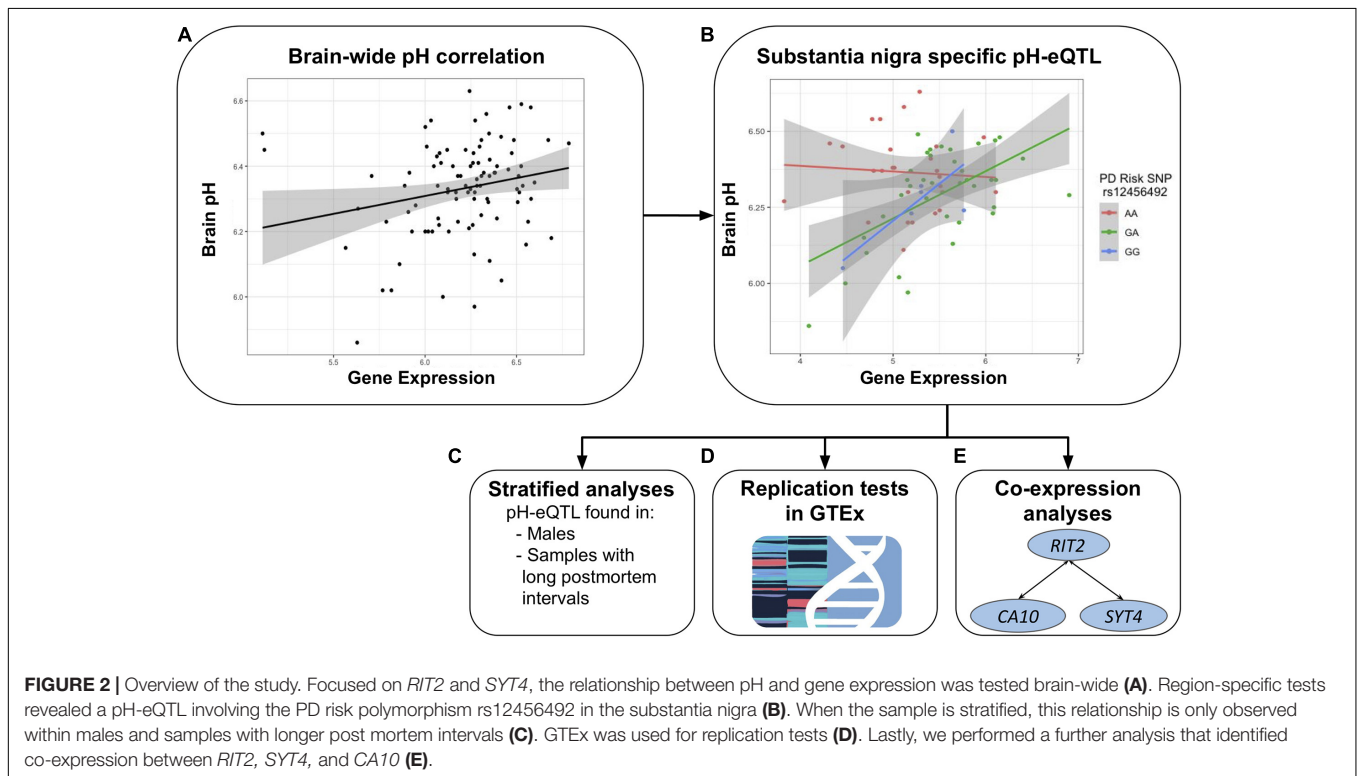 A
Brain-wide pH correlation
Brain pH
6.6
6.4
6.2
6.0
5.5
6.0
6.5
Gene Expression
B
Substantia nigra specific pH-eQTL
Brain pH
6.50
6.25
6.00
4
5
6
7
Gene Expression
PD Risk SNP
rs12456492
AA
GA
GG
C
Stratified analyses
pH-eQTL found in:
- Males
- Samples with
long postmortem
intervals
D
Replication tests
in GTEx
E
Co-expression
analyses
RIT2
CA10
SYT4
FIGURE 2 | Overview of the study. Focused on RIT2 and SYT4, the relationship between pH and gene expression was tested brain-wide (A). Region-specific tests
revealed a pH-eQTL involving the PD risk polymorphism rs12456492 in the substantia nigra (B). When the sample is stratified, this relationship is only observed
within males and samples with longer post mortem intervals (C). GTEx was used for replication tests (D). Lastly, we performed a further analysis that identified
co-expression between RIT2, SYT4, and CA10 (E).